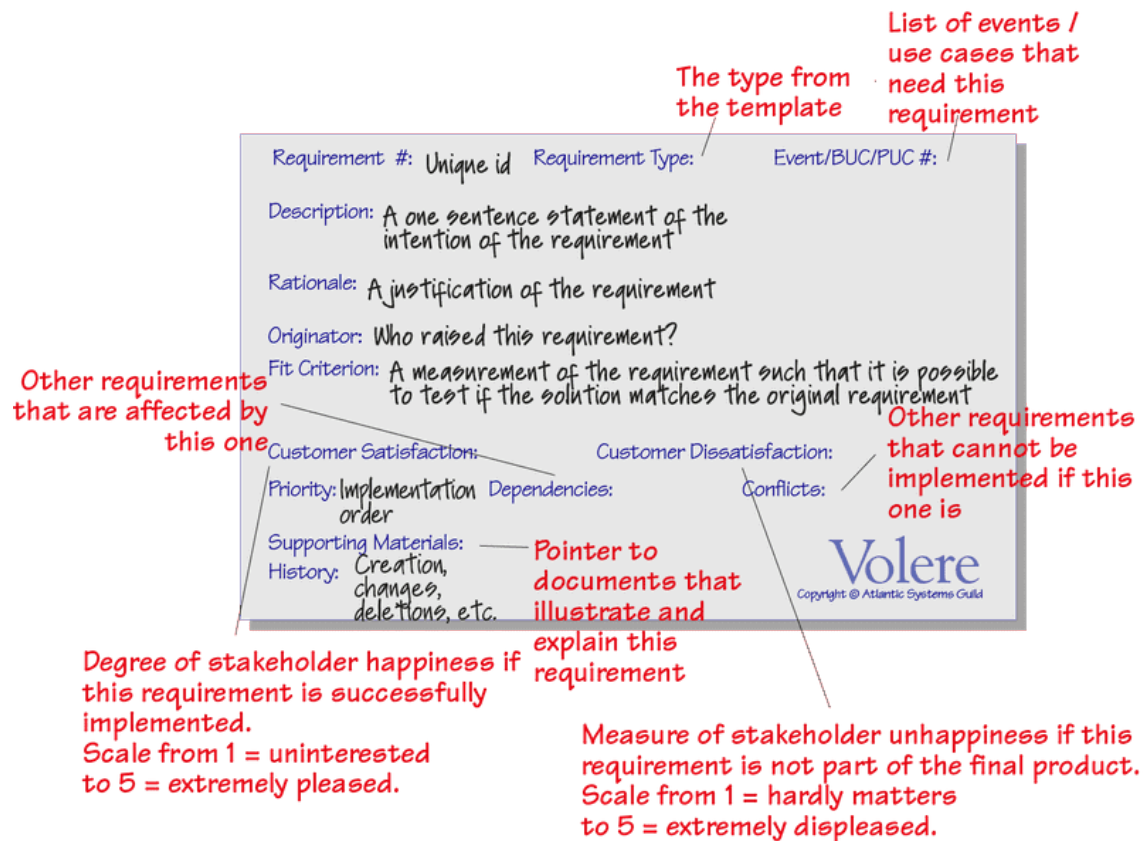 List of events /
use cases that
need this
requirement
The type from
the template
Requirement #: Unique id Requirement Type: Event/BUC/PUC #:
Description: A one sentence statement of the
intention of the requirement
Rationale: A justification of the requirement
Originator: Who raised this requirement?
Fit Criterion: A measurement of the requirement such that it is possible
to test if the solution matches the original requirement
Other requirements
that are affected by
this one
Other requirements
that cannot be
implemented if this
one is
Customer Satisfaction: Customer Dissatisfaction:
Priority: Implementation
order
Dependencies: Conflicts:
Supporting Materials:
Pointer to
documents that
illustrate and
explain this
requirement
History: Creation,
changes,
deletions, etc.
Volere
Copyright © Atlantic Systems Guild
Degree of stakeholder happiness if
this requirement is successfully
implemented.
Scale from 1 = uninterested
to 5 = extremely pleased.
Measure of stakeholder unhappiness if this
requirement is not part of the final product.
Scale from 1 = hardly matters
to 5 = extremely displeased.